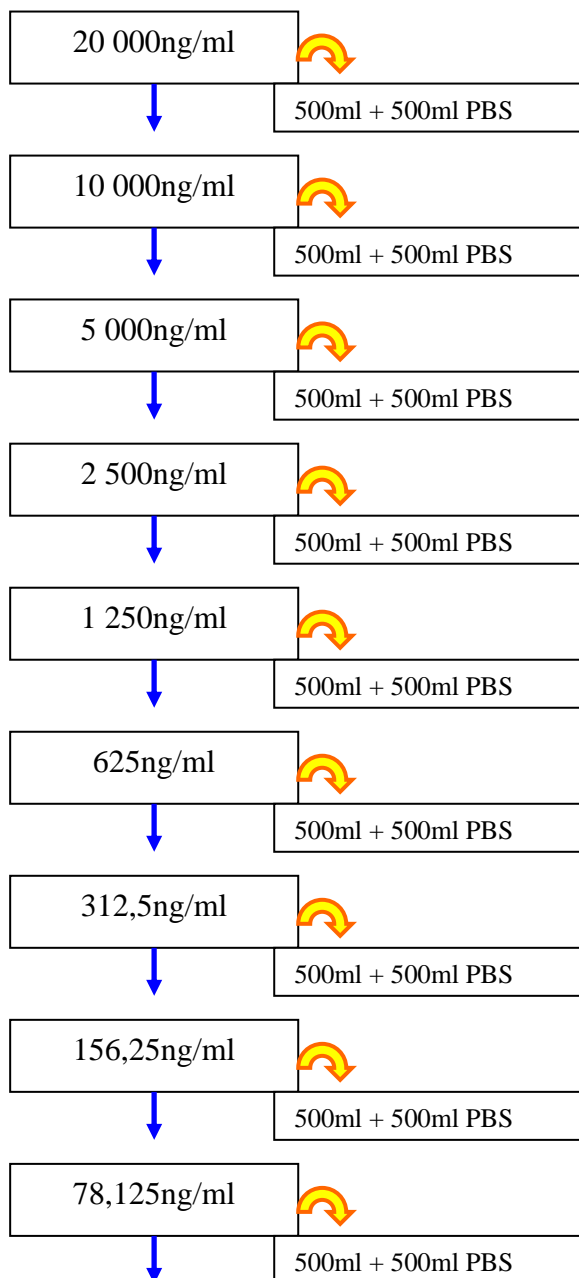 20 000ng/ml
500ml + 500ml PBS
10 000ng/ml
500ml + 500ml PBS
5 000ng/ml
500ml + 500ml PBS
2 500ng/ml
500ml + 500ml PBS
1 250ng/ml
500ml + 500ml PBS
625ng/ml
500ml + 500ml PBS
312,5ng/ml
500ml + 500ml PBS
156,25ng/ml
500ml + 500ml PBS
78,125ng/ml
500ml + 500ml PBS